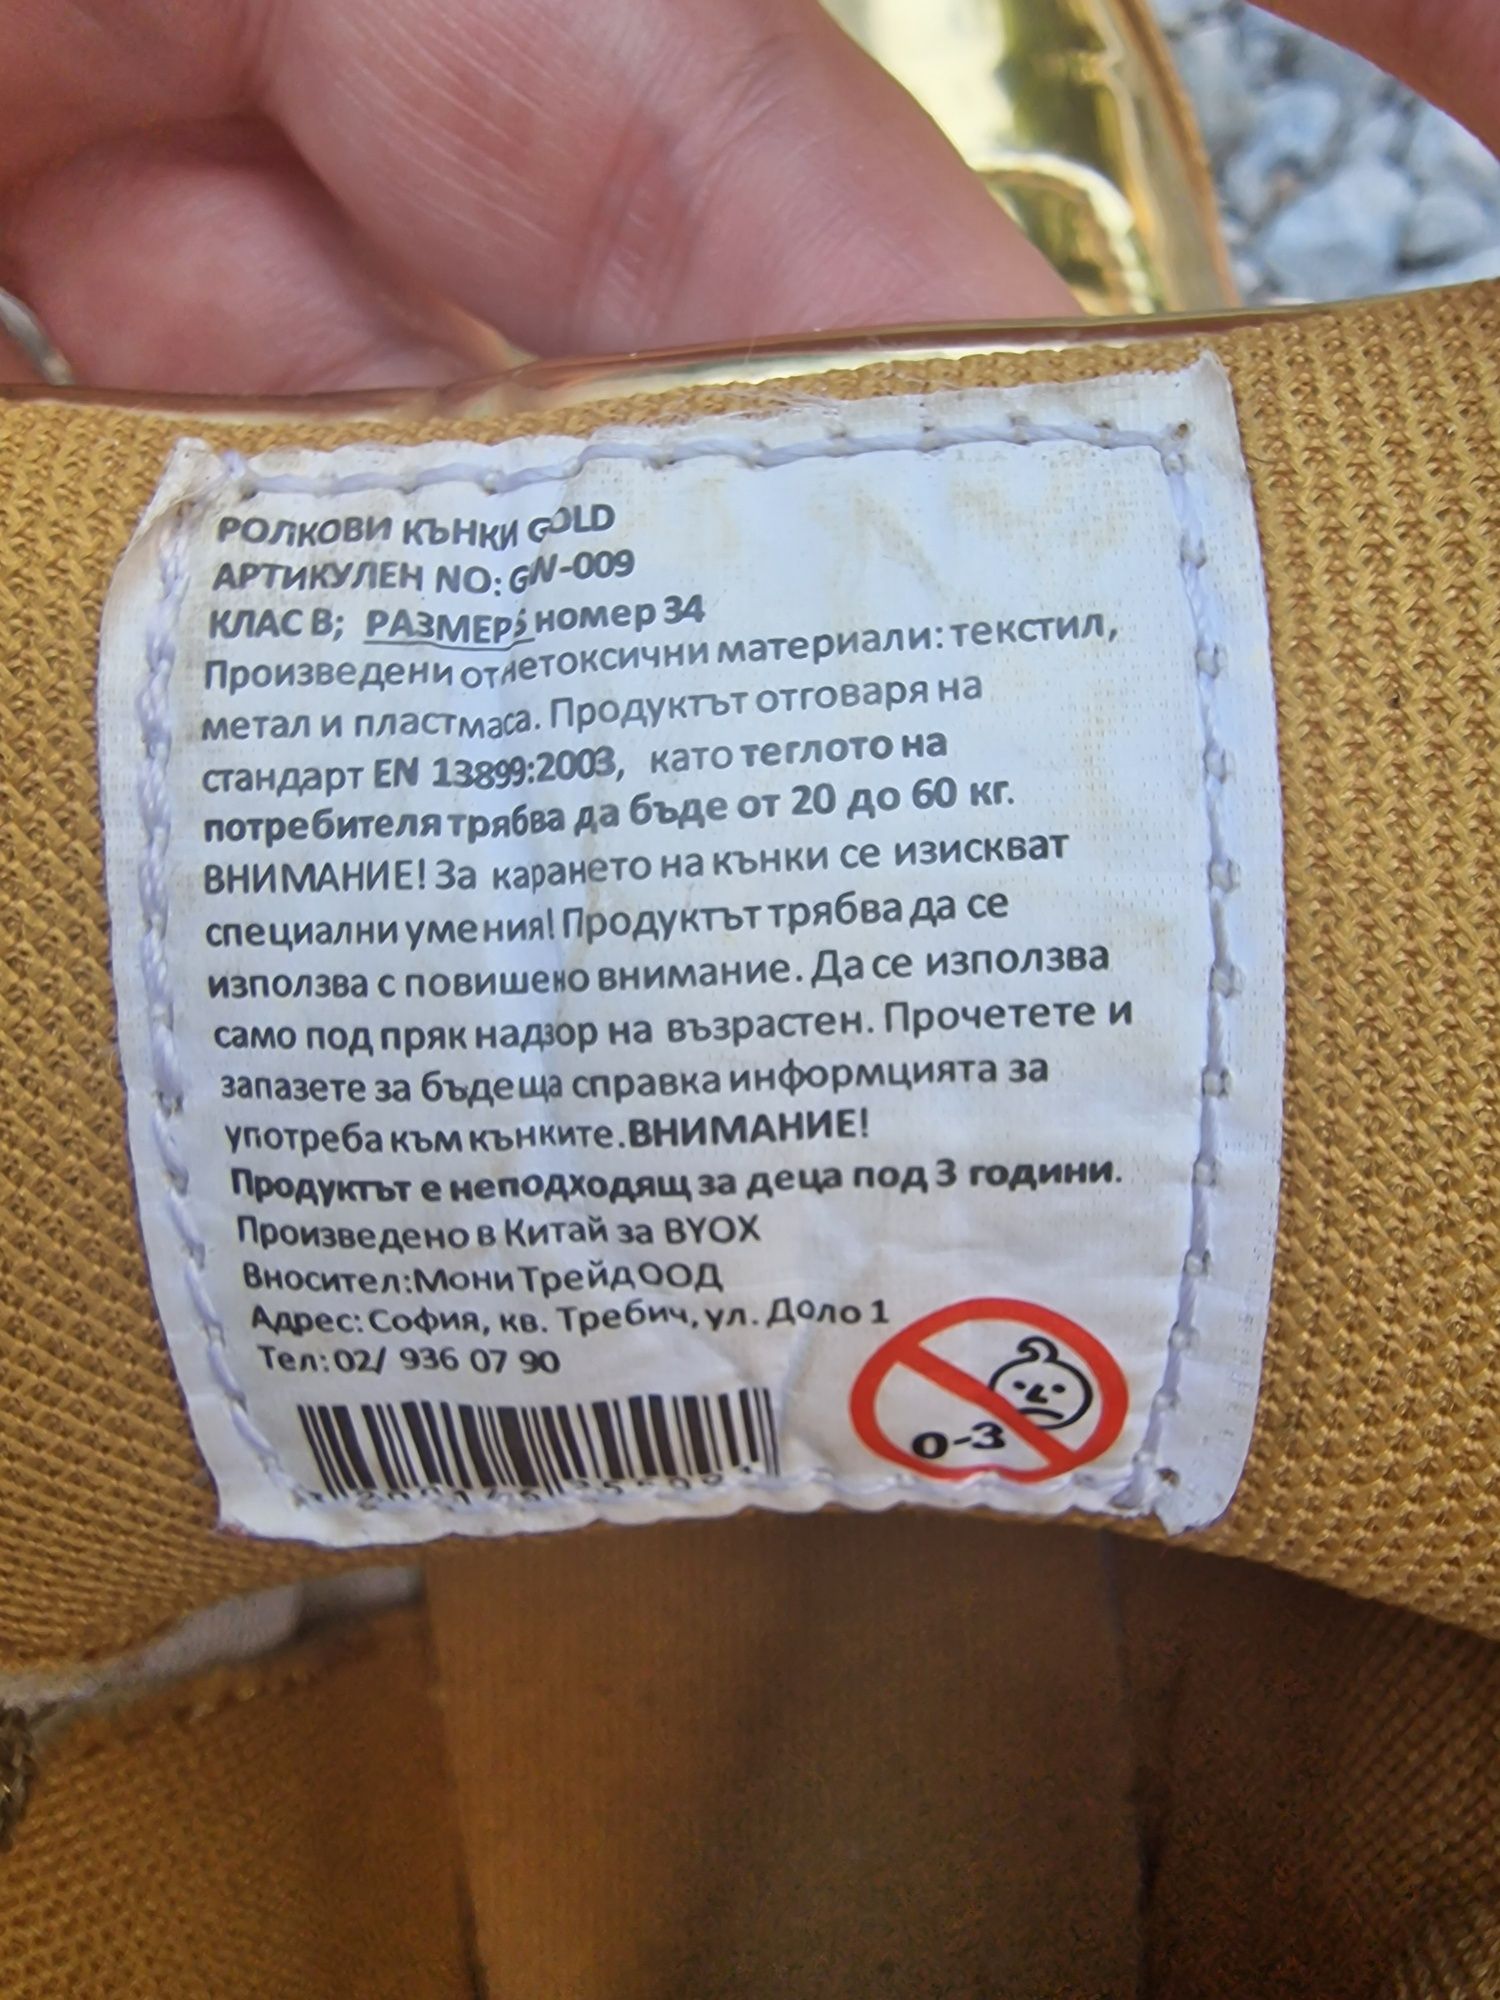 РОЛКОВИ КЪНКИ GOLD
АРТИКУЛЕН NO: GW-009
КЛАС B; РАЗМЕР: номер 34
Произведени от нетоксични материали: текстил,
метал и пластмаса. Продуктът отговаря на
стандарт EN 13899:2003, като теглото на
потребителя трябва да бъде от 20 до 60 кг.
ВНИМАНИЕ! За карането на кънки се изискват
специални умения! Продуктът трябва да се
използва с повишено внимание. Да се използва
само под пряк надзор на възрастен. Прочетете и
запазете за бъдеща справка информцията за
употреба към кънките. ВНИМАНИЕ!
Продуктът е неподходящ за деца под 3 години.
Произведено в Китай за BYOX
Вносител: Мони Трейд ООД
Адрес: София, кв. Требич, ул. Доло 1
Тел: 02/ 936 07 90
0-3